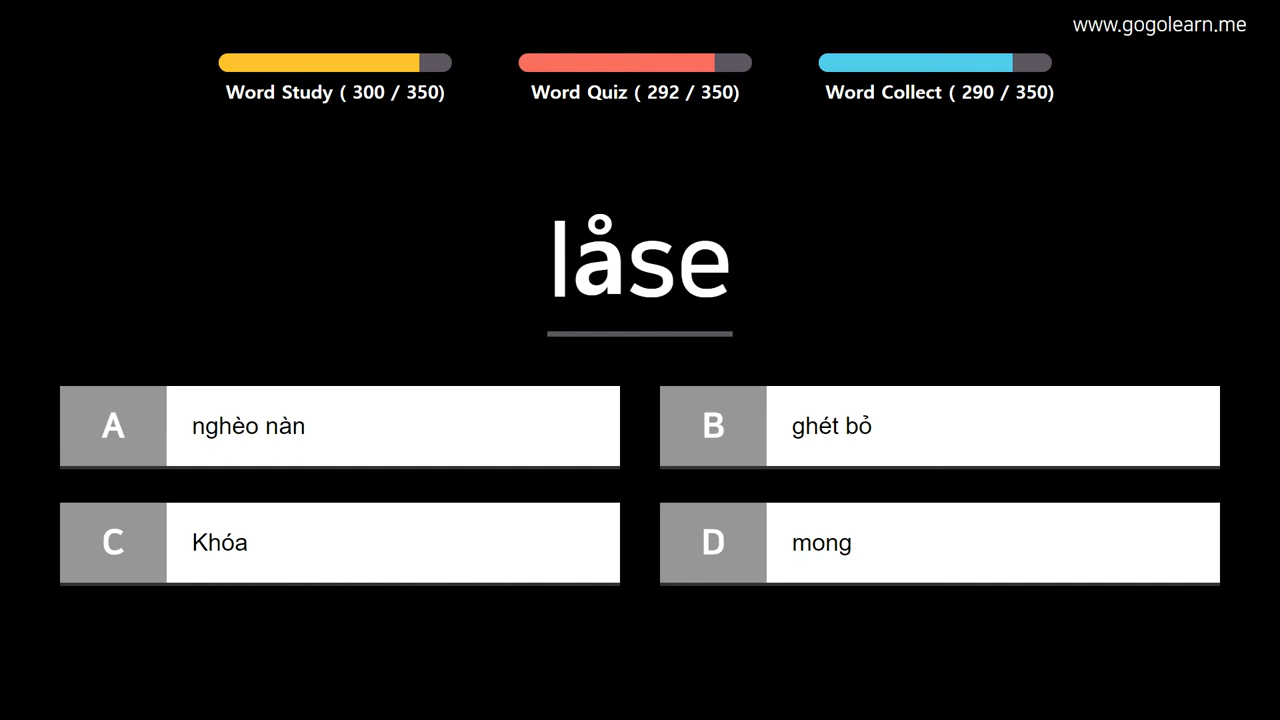 www.gogolearn.me
Word Study ( 300 / 350)
Word Quiz ( 292 / 350)
Word Collect ( 290 / 350)
låse
A nghèo nàn
B ghét bỏ
C Khóa
D mong